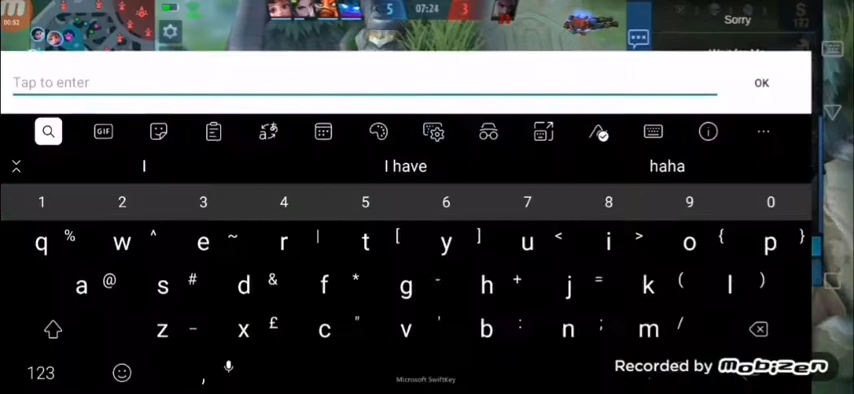 00:52
5 07:24 3
Sorry
$
172
Tap to enter
OK
GIF
I I have haha
1 2 3 4 5 6 7 8 9 0
q % w ^ e ~ r | t [ y ] u < i > o { p }
a @ s # d & f * g - h + j = k ( l )
z _ x £ c " v ' b : n ; m /
123 , Microsoft SwiftKey
Recorded by mobizen